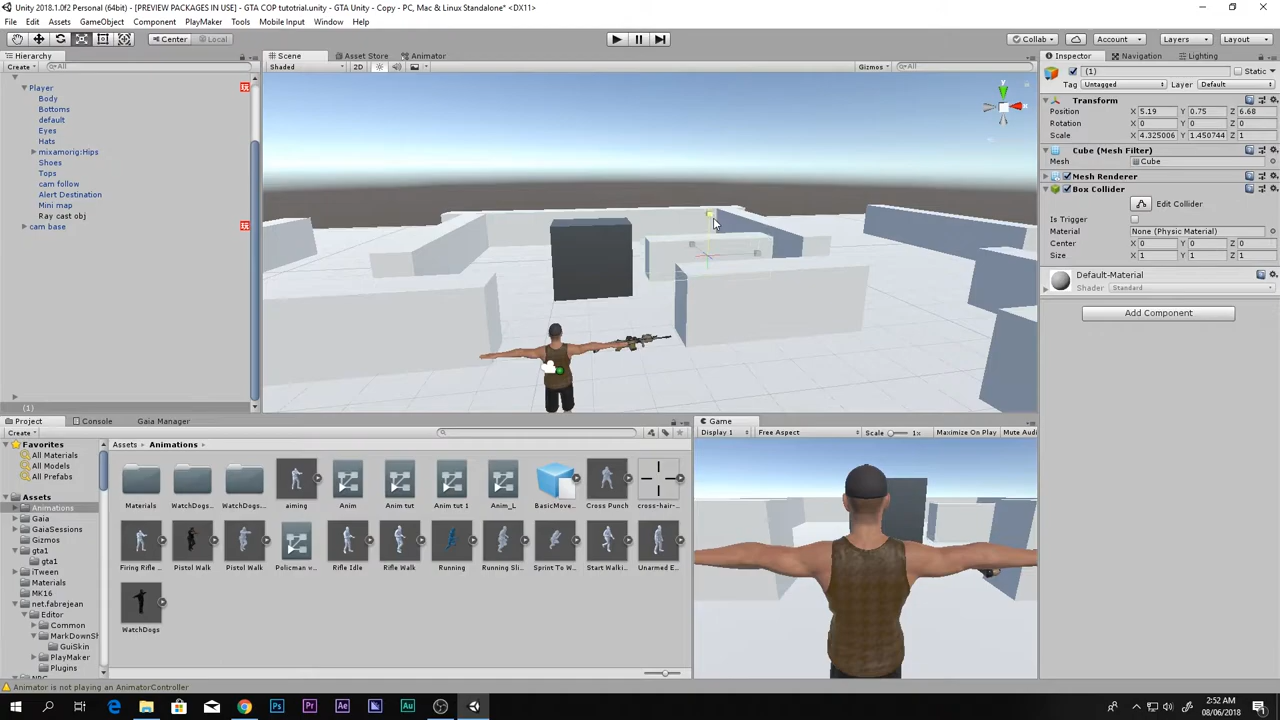 Unity 2018.1.0f2 Personal (64bit) - [PREVIEW PACKAGES IN USE] - GTA COP tututrial.unity - GTA Unity - Copy - PC, Mac & Linux Standalone* <DX11>
File Edit Assets GameObject Component PlayMaker Tools Mobile Input Window Help
Center Local Collab Account Layers Layout
Hierarchy Scene Asset Store Animator Inspector Navigation Lighting
Create All Shaded 2D Gizmos All
(1) Static
Tag Untagged Layer Default
Player
Body
Bottoms
default
Eyes
Hats
mixamorig:Hips
Shoes
Tops
cam follow
Alert Destination
Mini map
Ray cast obj
cam base
(1)
y
x
Transform
Position X 5.19 Y 0.75 Z 6.68
Rotation X 0 Y 0 Z 0
Scale X 4.325006 Y 1.450744 Z 1
Cube (Mesh Filter)
Mesh Cube
Mesh Renderer
Box Collider
Edit Collider
Is Trigger
Material None (Physic Material)
Center X 0 Y 0 Z 0
Size X 1 Y 1 Z 1
Default-Material
Shader Standard
Add Component
Project Console Gaia Manager
Create
Favorites
All Materials
All Models
All Prefabs
Assets
Animations
Gaia
GaiaSessions
Gizmos
gta1
gta1
iTween
Materials
MK16
net.fabrejean
Editor
Common
MarkDownSh
GuiSkin
PlayMaker
Plugins
Assets Animations
Materials WatchDogs... WatchDog... aiming Anim Anim tut Anim tut 1 Anim_L BasicMove... Cross Punch cross-hair-...
Firing Rifle ... Pistol Walk Pistol Walk Policman w... Rifle Idle Rifle Walk Running Running Sli... Sprint To W... Start Walki... Unarmed E...
WatchDogs
Game
Display 1 Free Aspect Scale 1x Maximize On Play Mute Audi
Animator is not playing an AnimatorController
Ps Pr Ae Au
2:52 AM
08/06/2018